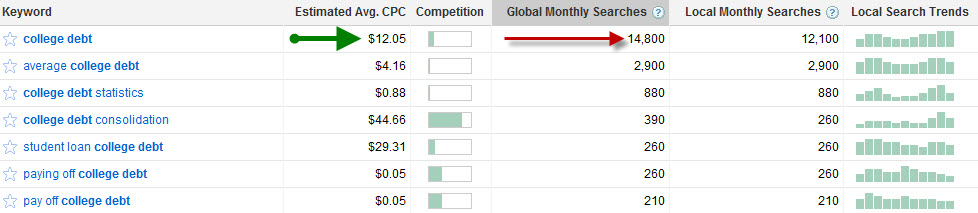 Keyword Estimated Avg. CPC Competition Global Monthly Searches ? Local Monthly Searches ? Local Search Trends
college debt $12.05 14,800 12,100
average college debt $4.16 2,900 2,900
college debt statistics $0.88 880 880
college debt consolidation $44.66 390 260
student loan college debt $29.31 260 260
paying off college debt $0.05 260 260
pay off college debt $0.05 210 210